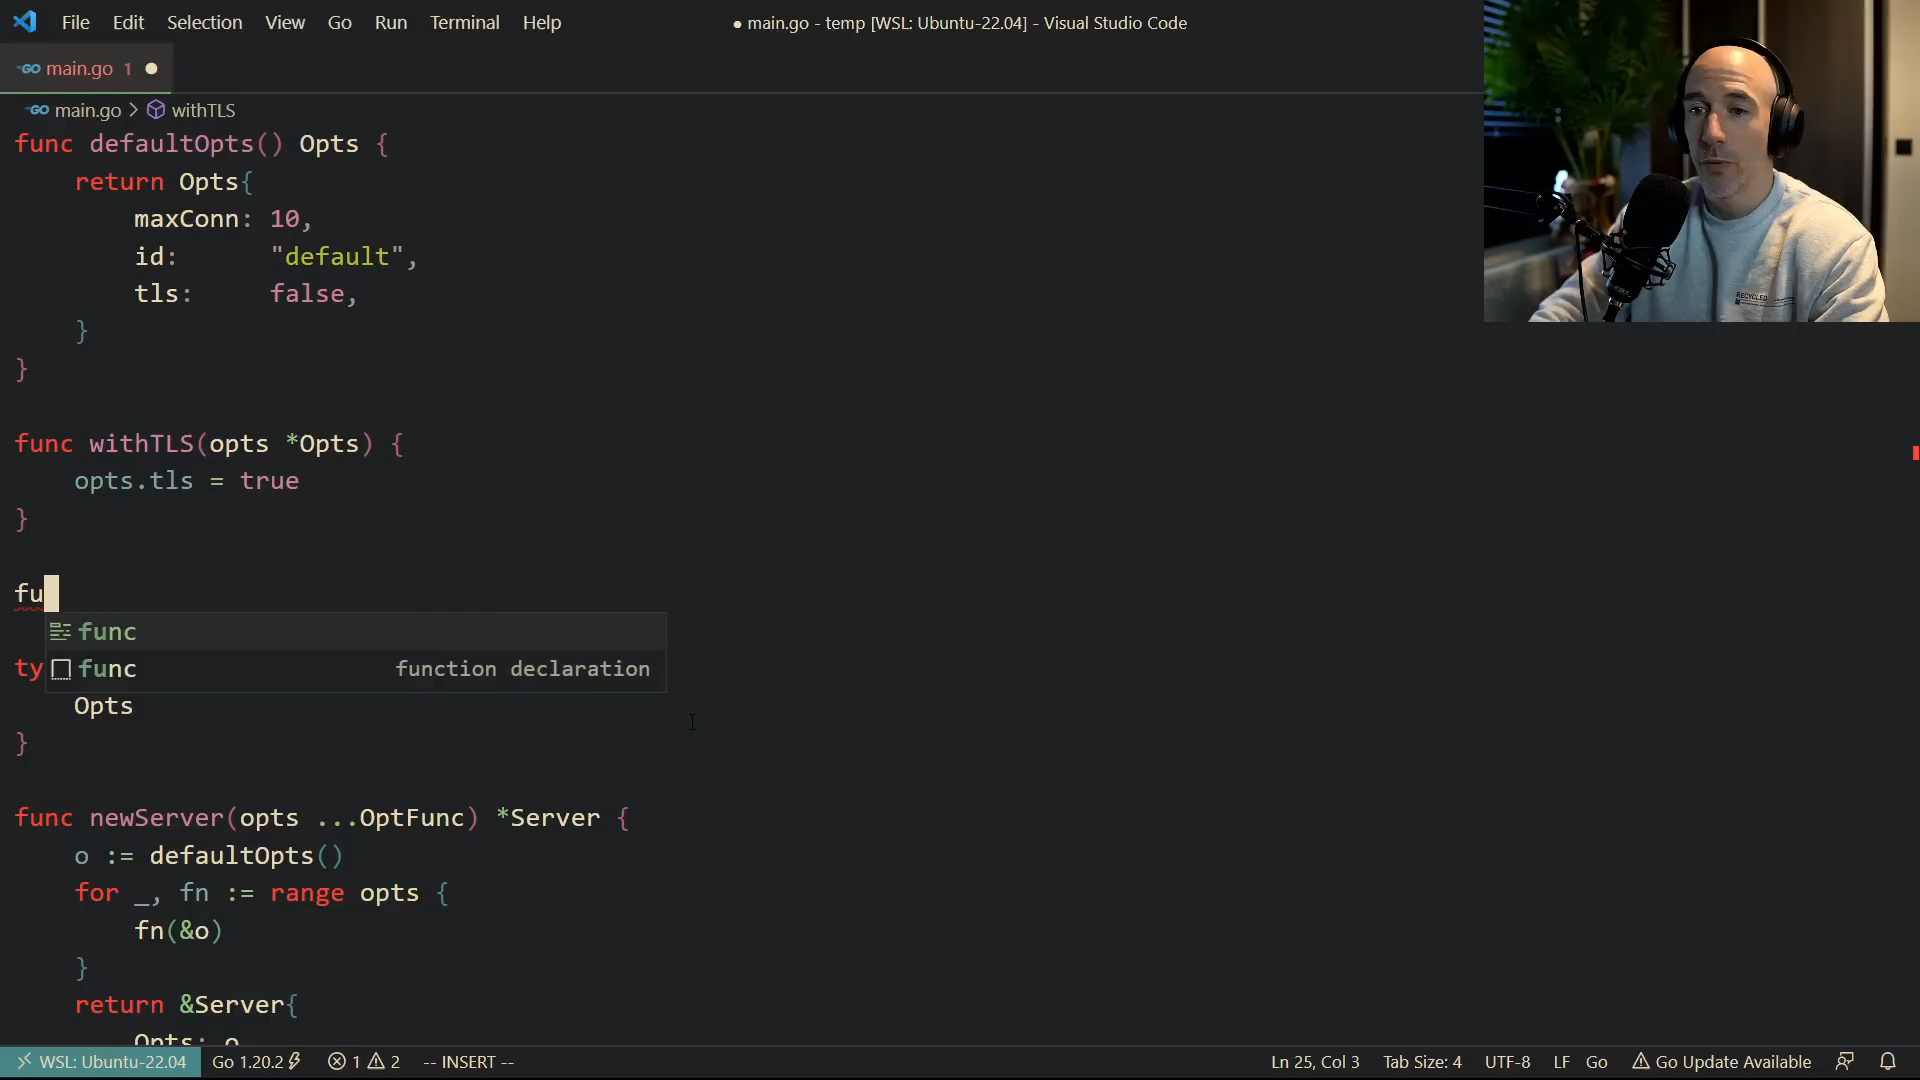 File Edit Selection View Go Run Terminal Help
● main.go - temp [WSL: Ubuntu-22.04] - Visual Studio Code
GO main.go 1 ●
GO main.go > withTLS
func defaultOpts() Opts {
return Opts{
maxConn: 10,
id: "default",
tls: false,
}
}
func withTLS(opts *Opts) {
opts.tls = true
}
fu
func
ty func function declaration
Opts
}
func newServer(opts ...OptFunc) *Server {
o := defaultOpts()
for _, fn := range opts {
fn(&o)
}
return &Server{
Opts: o
RECYCLED
WSL: Ubuntu-22.04 Go 1.20.2 1 2 -- INSERT -- Ln 25, Col 3 Tab Size: 4 UTF-8 LF Go Go Update Available